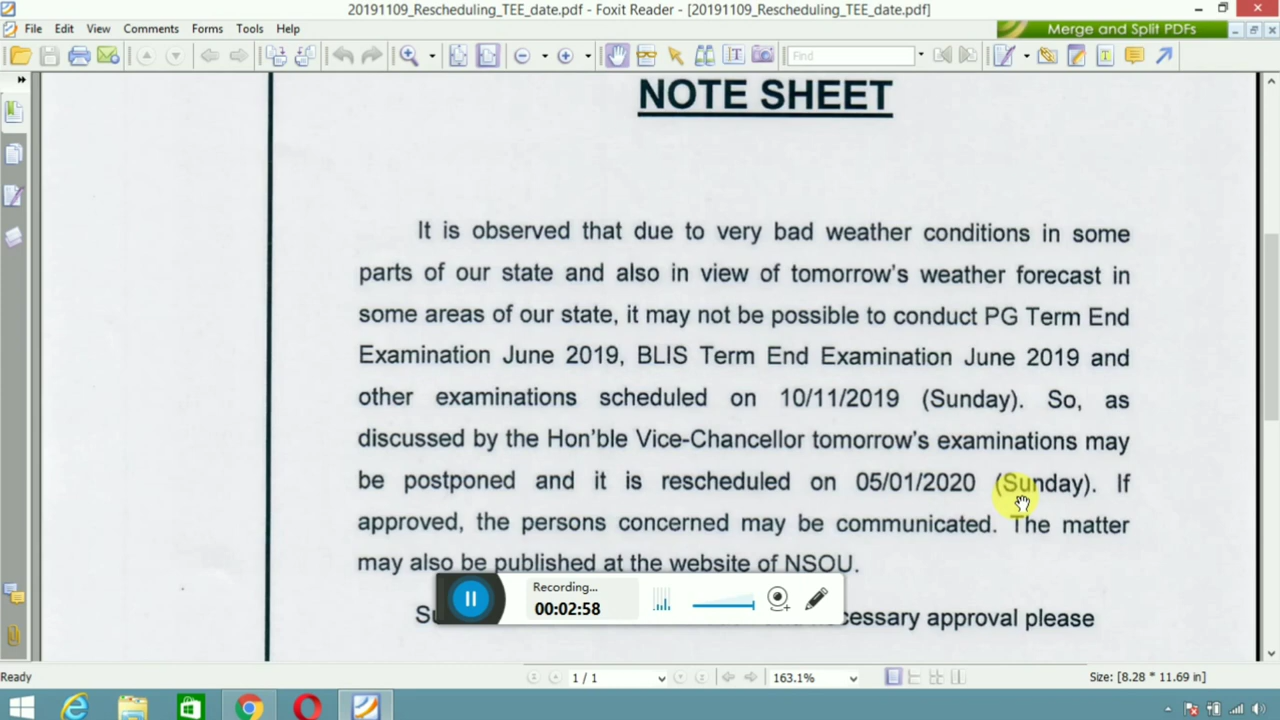 20191109_Rescheduling_TEE_date.pdf - Foxit Reader - [20191109_Rescheduling_TEE_date.pdf]
File Edit View Comments Forms Tools Help
Merge and Split PDFs
Find
NOTE SHEET
It is observed that due to very bad weather conditions in some
parts of our state and also in view of tomorrow's weather forecast in
some areas of our state, it may not be possible to conduct PG Term End
Examination June 2019, BLIS Term End Examination June 2019 and
other examinations scheduled on 10/11/2019 (Sunday). So, as
discussed by the Hon'ble Vice-Chancellor tomorrow's examinations may
be postponed and it is rescheduled on 05/01/2020 (Sunday). If
approved, the persons concerned may be communicated. The matter
may also be published at the website of NSOU.
Recording...
00:02:58
approval please
Ready
1 / 1
163.1%
Size: [8.28 * 11.69 in]